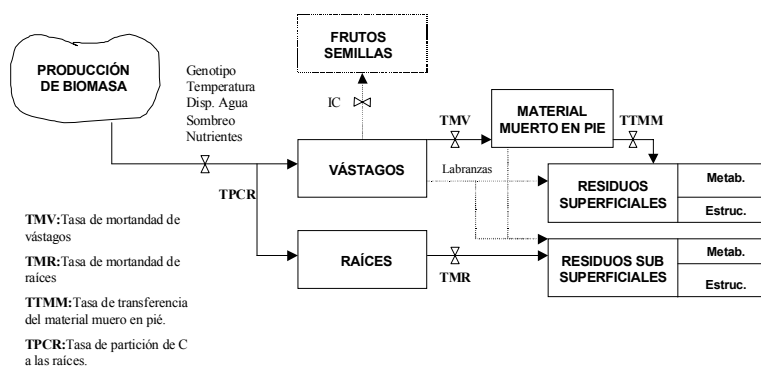 FRUTOS
SEMILLAS
PRODUCCIÓN
DE BIOMASA
Genotipo
Temperatura
Disp. Agua
Sombreo
Nutrientes
IC
TMV
MATERIAL
MUERTO EN PIE
TTMM
VÁSTAGOS
Labranzas
TPCR
RESIDUOS
SUPERFICIALES
Metab.
Estruc.
RAÍCES
TMR
RESIDUOS SUB
SUPERFICIALES
Metab.
Estruc.
TMV:Tasa de mortandad de
vástagos
TMR:Tasa de mortandad de
raíces
TTMM:Tasa de transferencia
del material muero en pié.
TPCR:Tasa de partición de C
a las raíces.